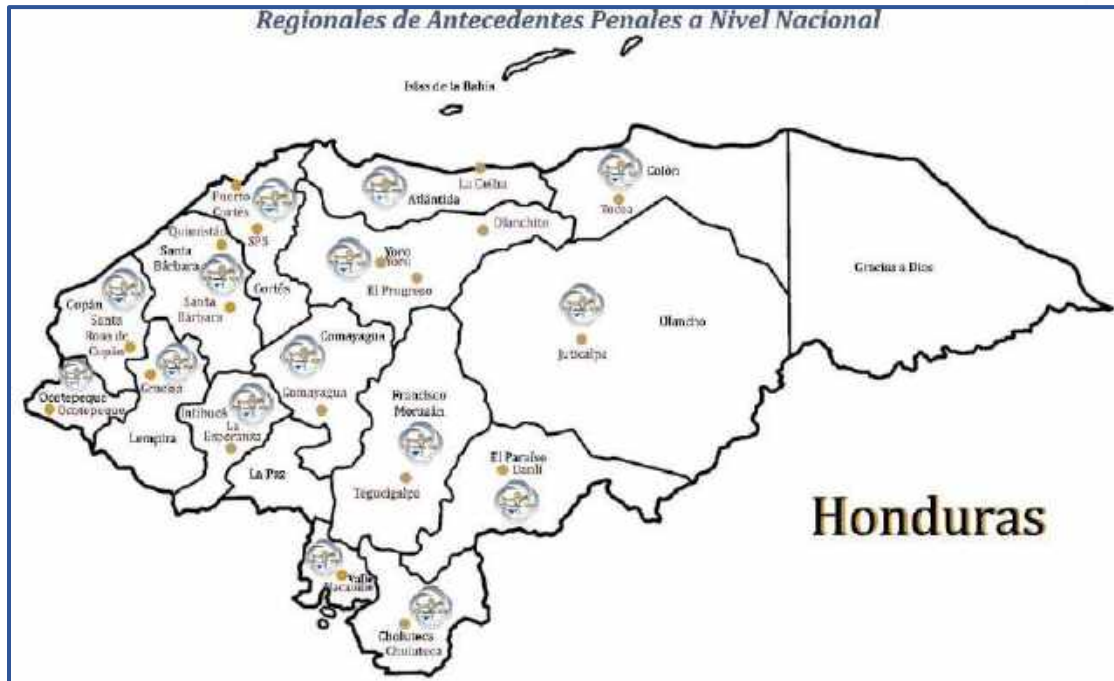 Regionales de Antecedentes Penales a Nivel Nacional
Islas de la Bahía
La Ceiba
Atlántida
Colón
Tocoa
Puerto
Cortés
SPS
Quimistán
Santa
Bárbara
Santa
Bárbara
Cortés
Olanchito
Yoro
Yoro
El Progreso
Gracias a Dios
Copán
Santa
Rosa de
Copán
Comayagua
Comayagua
Olancho
Juticalpa
Gracias
Ocotepeque
Ocotepeque
Lempira
Intibucá
La
Esperanza
La Paz
Francisco
Morazán
Tegucigalpa
El Paraíso
Danlí
Honduras
Valle
Nacaome
Choluteca
Choluteca